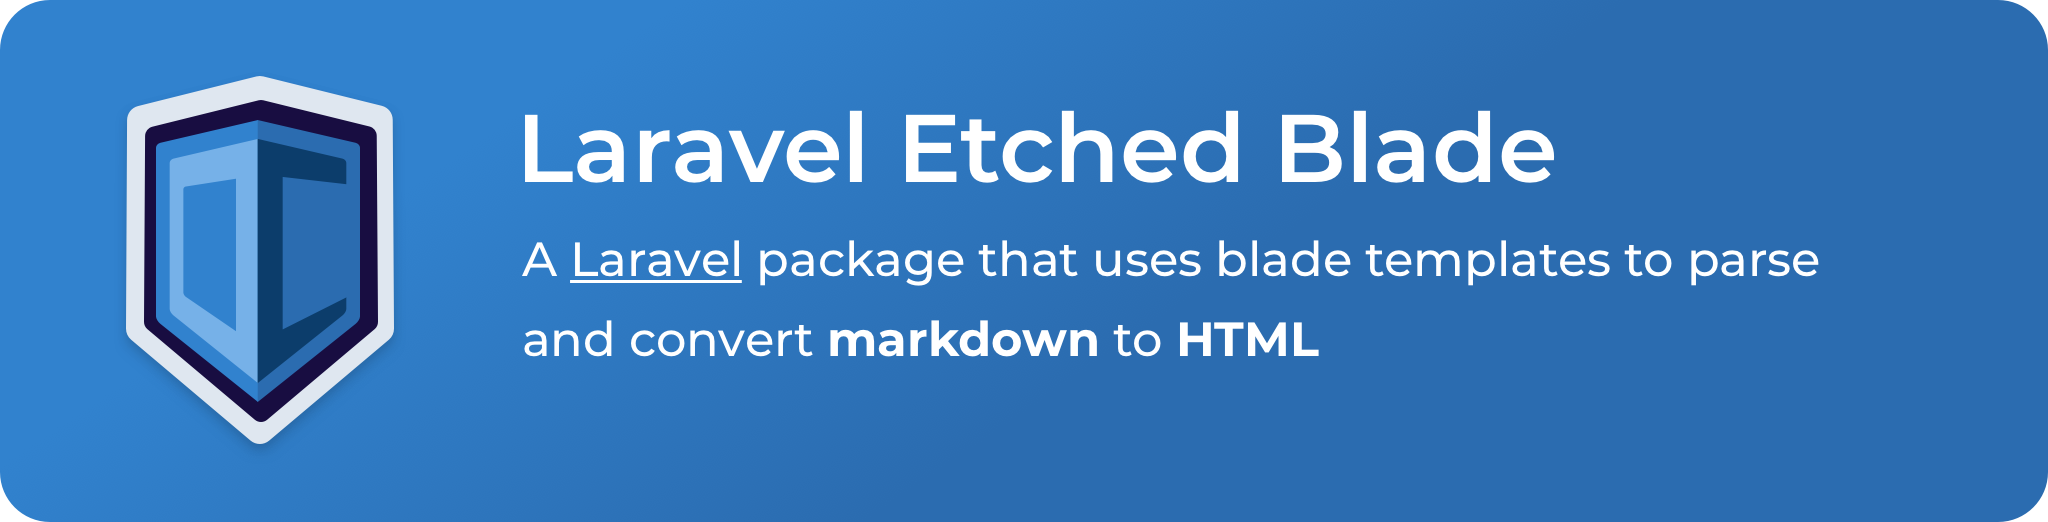 Laravel Etched Blade
A Laravel package that uses blade templates to parse
and convert markdown to HTML